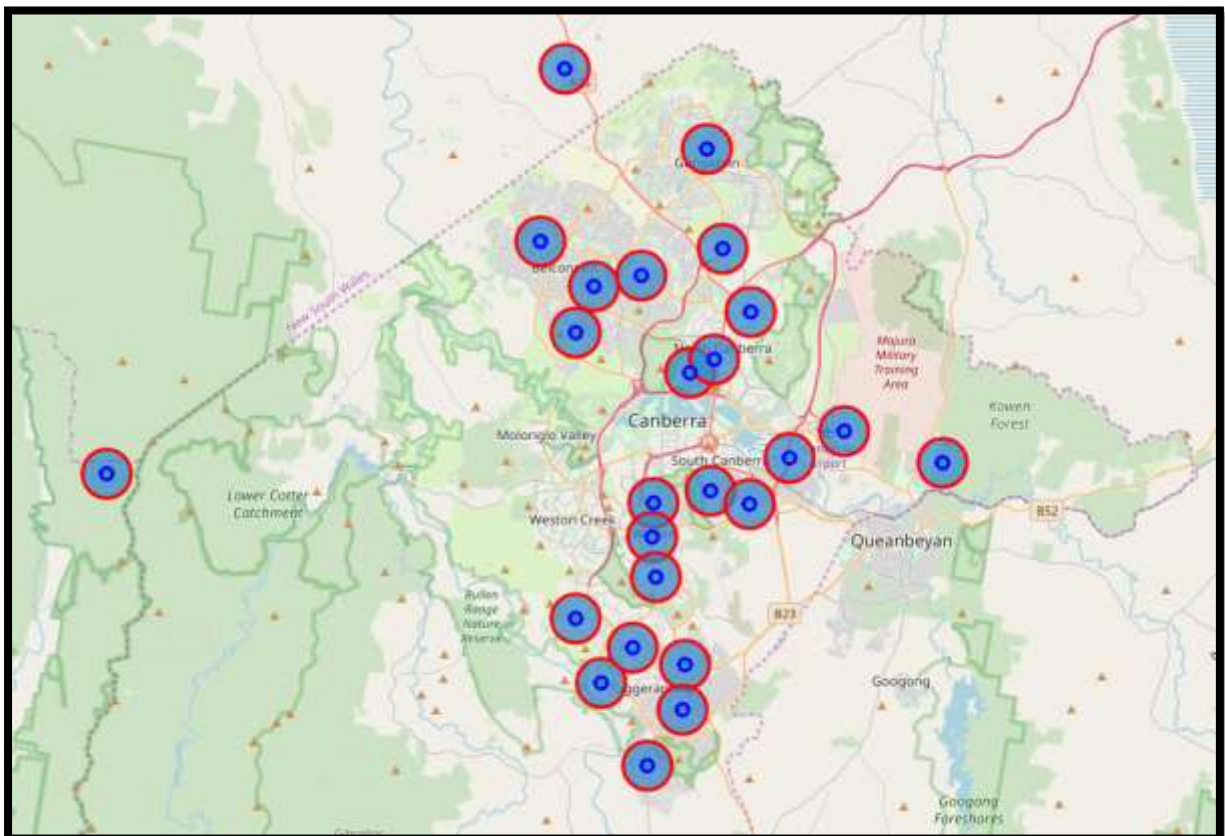 New South Wales
Majura
Military
Training
Area
Kowen
Forest
Canberra
Molonglo Valley
South Canberr
Lower Cotter
Catchment
Weston Creek
B52
Queanbeyan
Bullen
Range
Nature
Reserve
B23
Googong
Googong
Foreshores